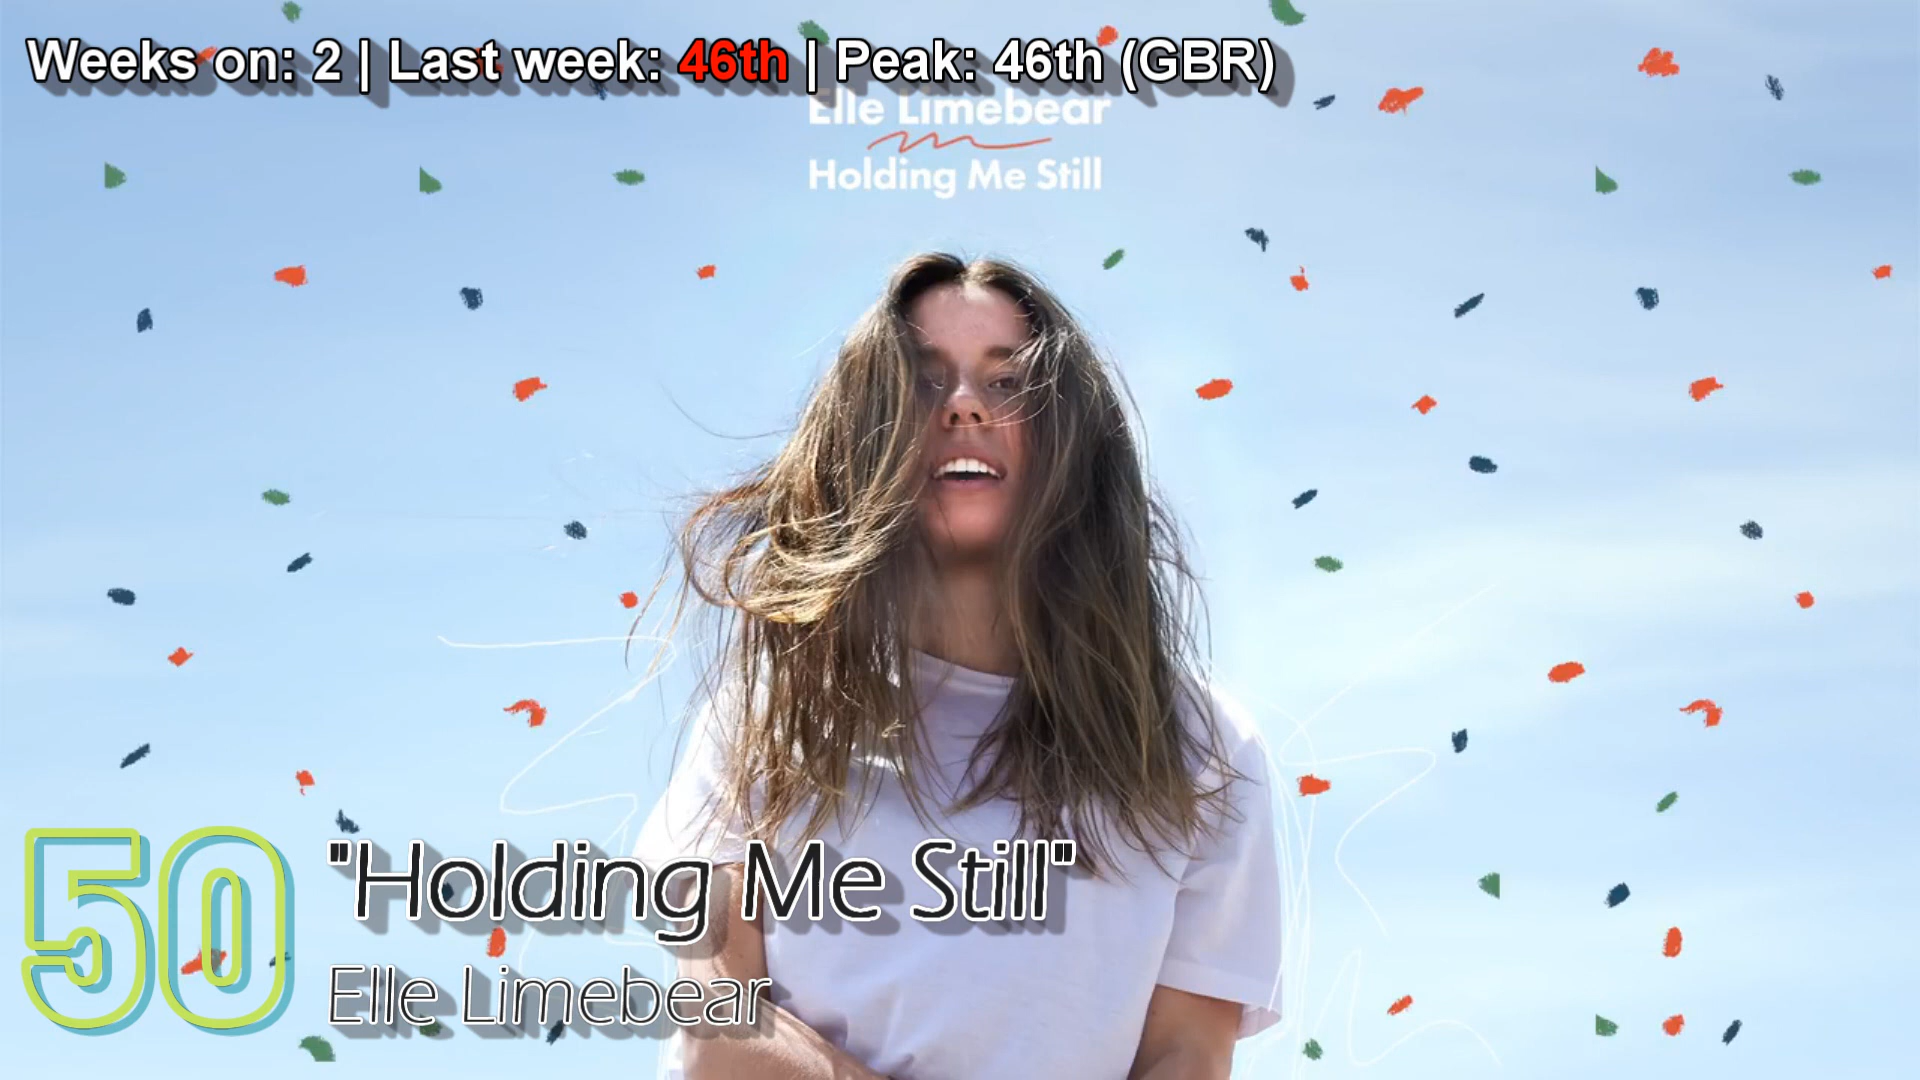 Weeks on: 2 | Last week: 46th | Peak: 46th (GBR)
Elle Limebear
Holding Me Still
50
"Holding Me Still"
Elle Limebear